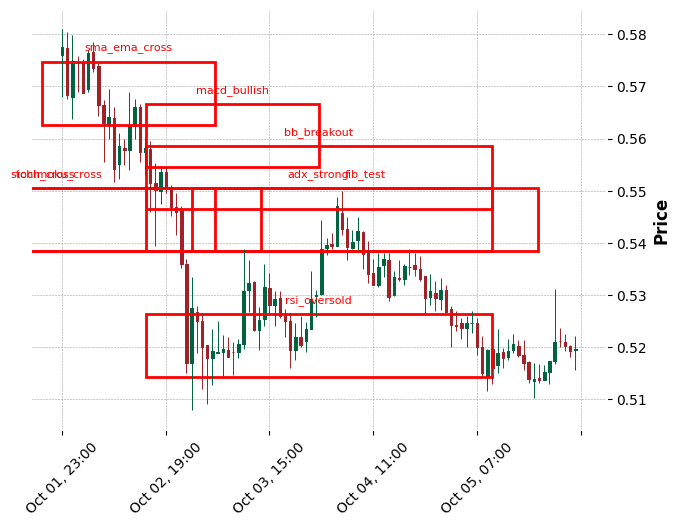 sma_ema_cross
macd_bullish
bb_breakout
adx_strong
fib_test
rsi_oversold
0.58
0.57
0.56
0.55
0.54
0.53
0.52
0.51
Price
Oct 01, 23:00
Oct 02, 19:00
Oct 03, 15:00
Oct 04, 11:00
Oct 05, 07:00